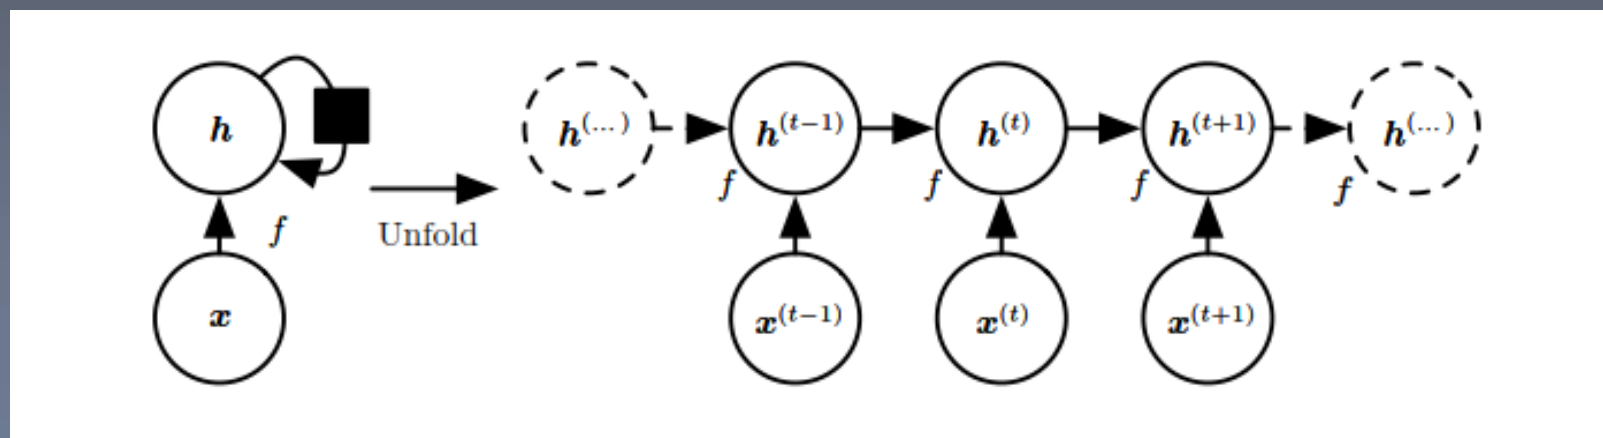 h h^(...) h^(t−1) h^(t) h^(t+1) h^(...)
f f f f
f
Unfold
x x^(t−1) x^(t) x^(t+1)